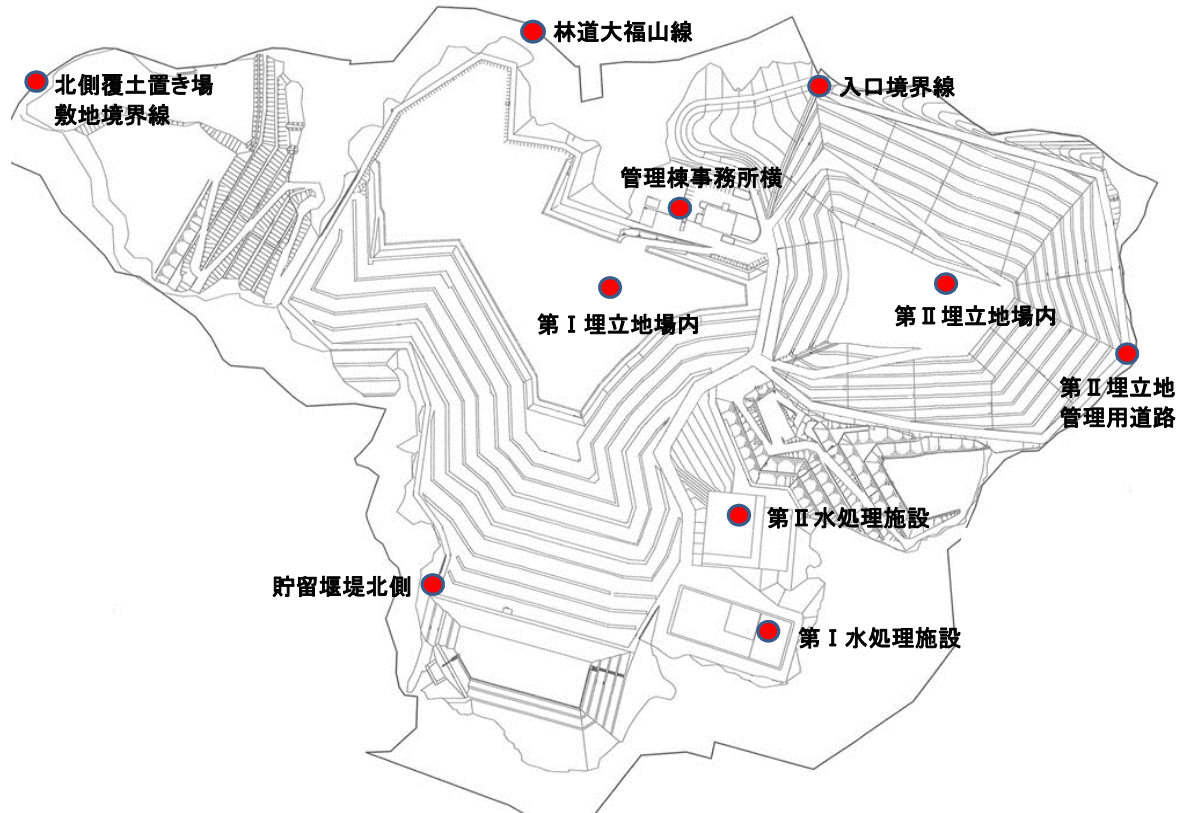 林道大福山線
北側覆土置き場
敷地境界線
入口境界線
管理棟事務所横
第Ⅰ埋立地場内
第Ⅱ埋立地場内
第Ⅱ埋立地
管理用道路
第Ⅱ水処理施設
貯留堰堤北側
第Ⅰ水処理施設